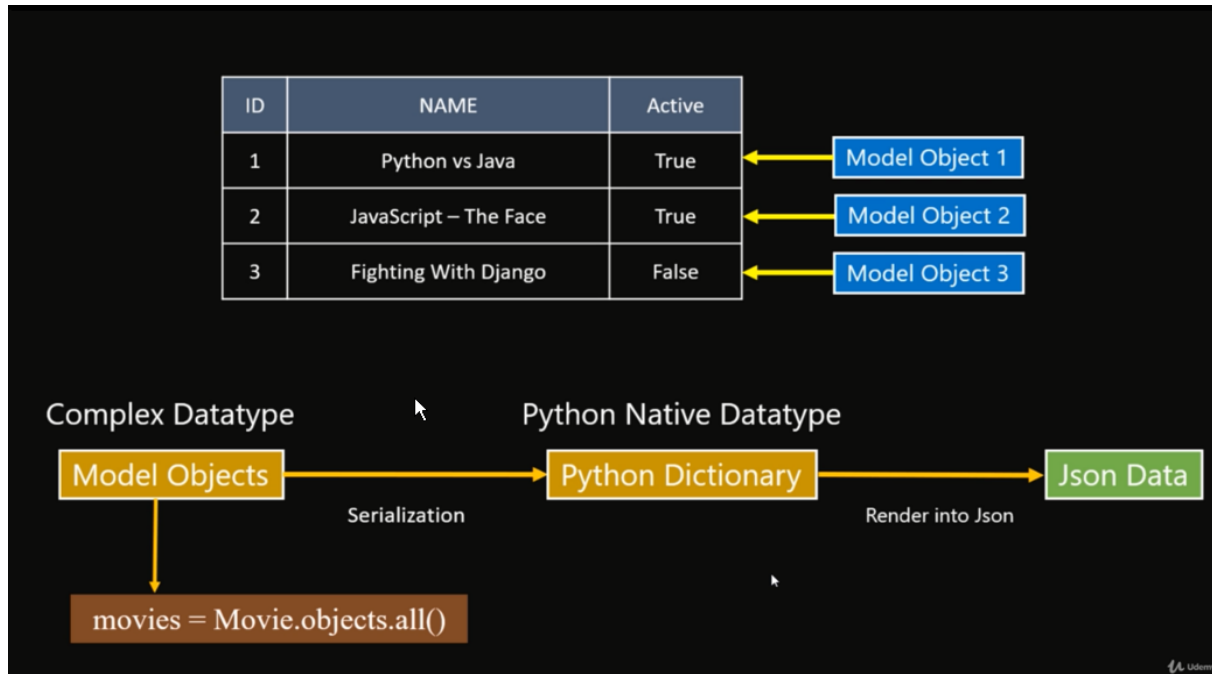 ID NAME Active
1 Python vs Java True Model Object 1
2 JavaScript – The Face True Model Object 2
3 Fighting With Django False Model Object 3
Complex Datatype Python Native Datatype
Model Objects Python Dictionary Json Data
Serialization Render into Json
movies = Movie.objects.all()
Udemy